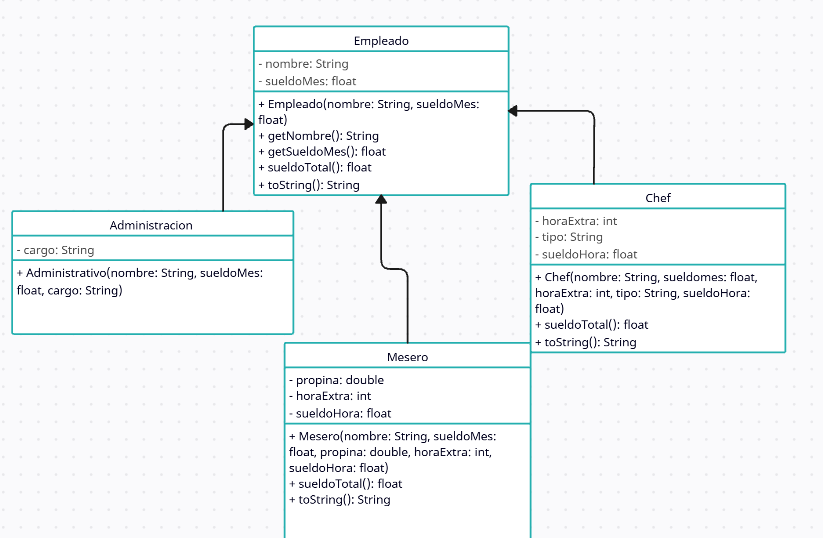 Empleado
- nombre: String
- sueldoMes: float
+ Empleado(nombre: String, sueldoMes:
float)
+ getNombre(): String
+ getSueldoMes(): float
+ sueldoTotal(): float
+ toString(): String
Administracion
- cargo: String
+ Administrativo(nombre: String, sueldoMes:
float, cargo: String)
Chef
- horaExtra: int
- tipo: String
- sueldoHora: float
+ Chef(nombre: String, sueldomes: float,
horaExtra: int, tipo: String, sueldoHora:
float)
+ sueldoTotal(): float
+ toString(): String
Mesero
- propina: double
- horaExtra: int
- sueldoHora: float
+ Mesero(nombre: String, sueldoMes:
float, propina: double, horaExtra: int,
sueldoHora: float)
+ sueldoTotal(): float
+ toString(): String